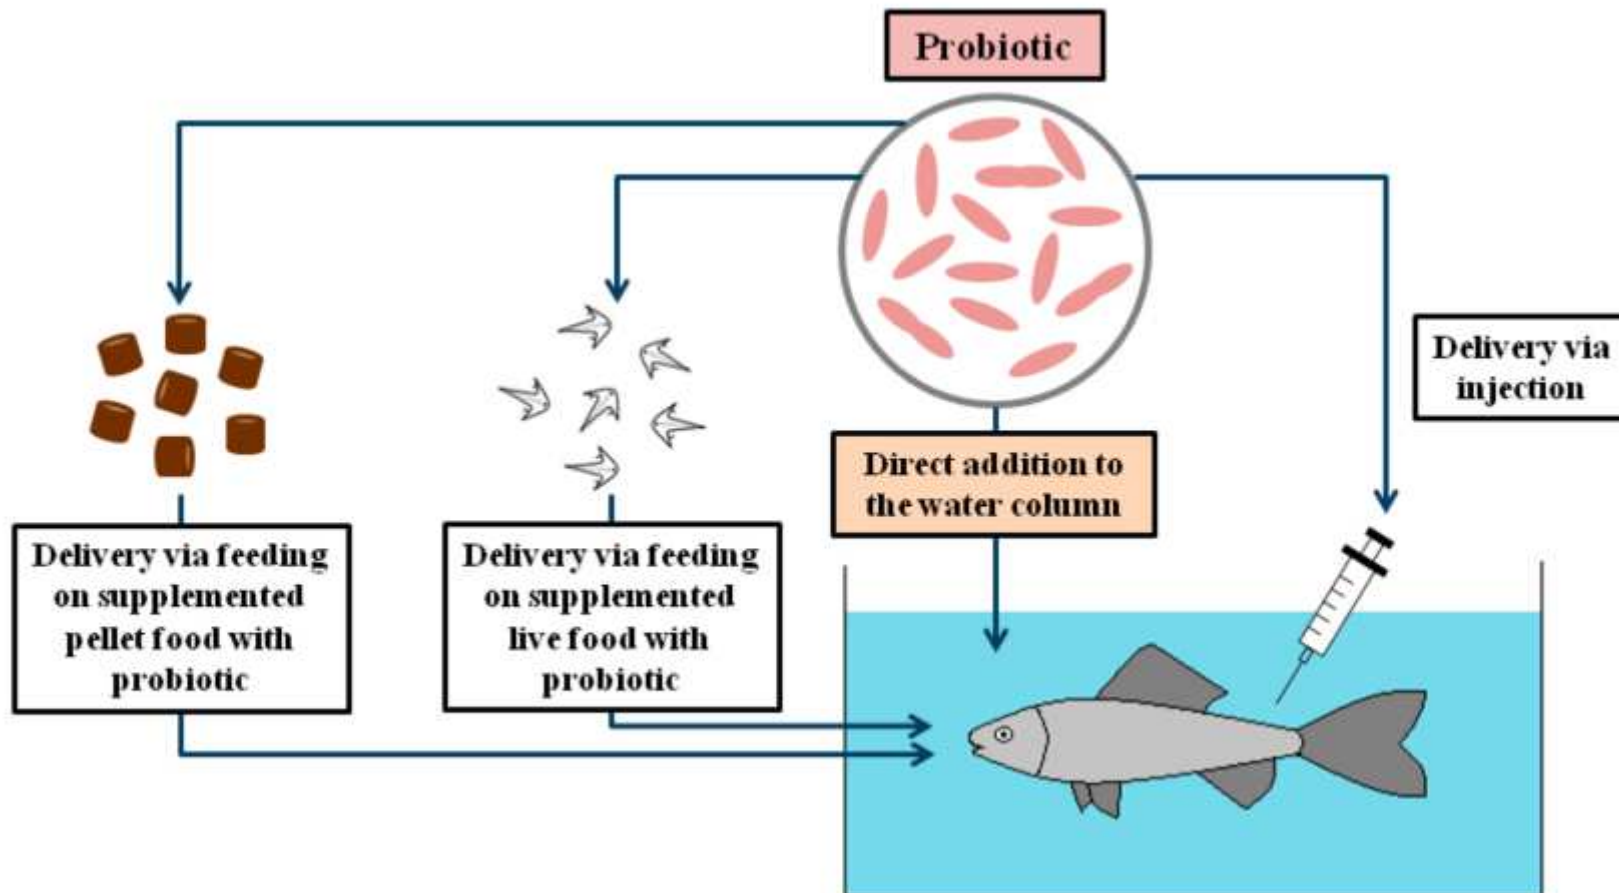 Probiotic
Delivery via
injection
Direct addition to
the water column
Delivery via feeding
on supplemented
pellet food with
probiotic
Delivery via feeding
on supplemented
live food with
probiotic